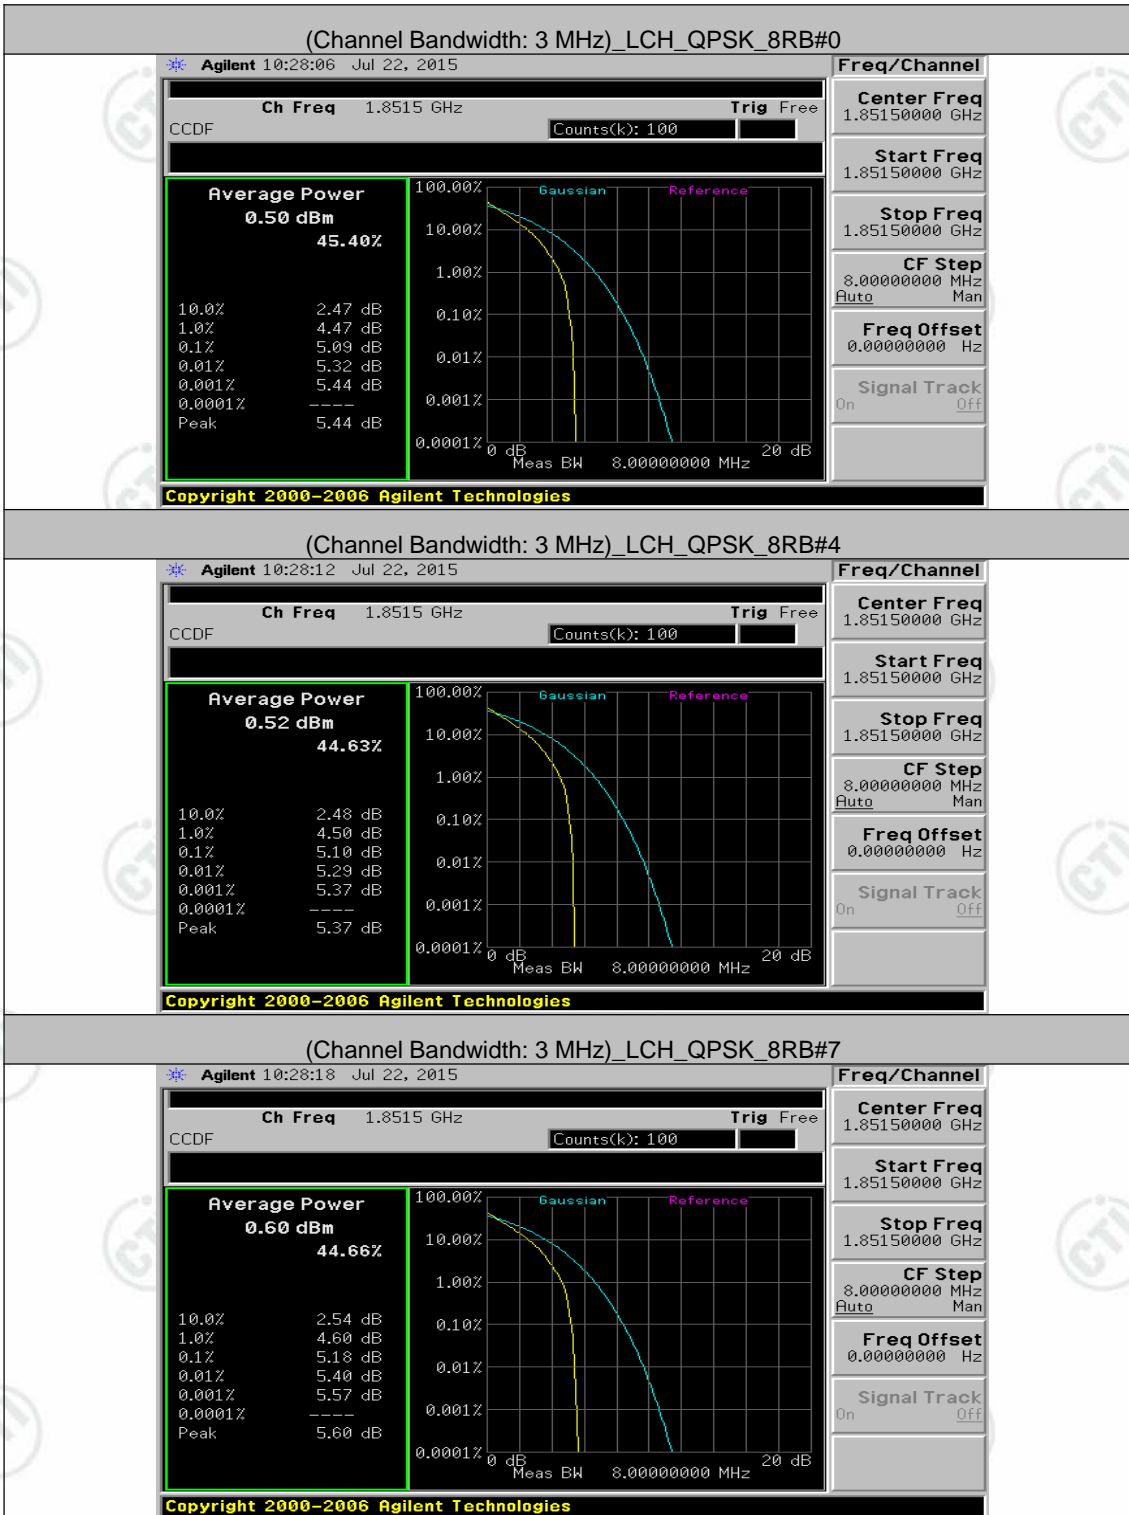 (Channel Bandwidth: 3 MHz)_LCH_QPSK_8RB#0
Agilent 10:28:06 Jul 22, 2015
Freq/Channel
Ch Freq 1.8515 GHz Trig Free
CCDF Counts(k): 100
Average Power
0.50 dBm
45.40%
10.0% 2.47 dB
1.0% 4.47 dB
0.1% 5.09 dB
0.01% 5.32 dB
0.001% 5.44 dB
0.0001% ----
Peak 5.44 dB
Gaussian Reference
100.00%
10.00%
1.00%
0.10%
0.01%
0.001%
0.0001%
0 dB 20 dB
Meas BW 8.00000000 MHz
Center Freq
1.85150000 GHz
Start Freq
1.85150000 GHz
Stop Freq
1.85150000 GHz
CF Step
8.00000000 MHz
Auto Man
Freq Offset
0.00000000 Hz
Signal Track
On Off
Copyright 2000-2006 Agilent Technologies
(Channel Bandwidth: 3 MHz)_LCH_QPSK_8RB#4
Agilent 10:28:12 Jul 22, 2015
Freq/Channel
Ch Freq 1.8515 GHz Trig Free
CCDF Counts(k): 100
Average Power
0.52 dBm
44.63%
10.0% 2.48 dB
1.0% 4.50 dB
0.1% 5.10 dB
0.01% 5.29 dB
0.001% 5.37 dB
0.0001% ----
Peak 5.37 dB
Gaussian Reference
100.00%
10.00%
1.00%
0.10%
0.01%
0.001%
0.0001%
0 dB 20 dB
Meas BW 8.00000000 MHz
Center Freq
1.85150000 GHz
Start Freq
1.85150000 GHz
Stop Freq
1.85150000 GHz
CF Step
8.00000000 MHz
Auto Man
Freq Offset
0.00000000 Hz
Signal Track
On Off
Copyright 2000-2006 Agilent Technologies
(Channel Bandwidth: 3 MHz)_LCH_QPSK_8RB#7
Agilent 10:28:18 Jul 22, 2015
Freq/Channel
Ch Freq 1.8515 GHz Trig Free
CCDF Counts(k): 100
Average Power
0.60 dBm
44.66%
10.0% 2.54 dB
1.0% 4.60 dB
0.1% 5.18 dB
0.01% 5.40 dB
0.001% 5.57 dB
0.0001% ----
Peak 5.60 dB
Gaussian Reference
100.00%
10.00%
1.00%
0.10%
0.01%
0.001%
0.0001%
0 dB 20 dB
Meas BW 8.00000000 MHz
Center Freq
1.85150000 GHz
Start Freq
1.85150000 GHz
Stop Freq
1.85150000 GHz
CF Step
8.00000000 MHz
Auto Man
Freq Offset
0.00000000 Hz
Signal Track
On Off
Copyright 2000-2006 Agilent Technologies
CTI